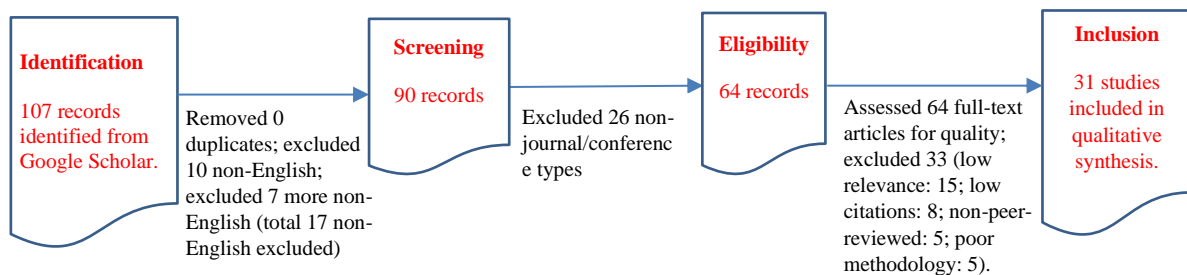 Identification
107 records
identified from
Google Scholar.
Removed 0
duplicates; excluded
10 non-English;
excluded 7 more non-
English (total 17 non-
English excluded)
Screening
90 records
Excluded 26 non-
journal/conferenc
e types
Eligibility
64 records
Assessed 64 full-text
articles for quality;
excluded 33 (low
relevance: 15; low
citations: 8; non-peer-
reviewed: 5; poor
methodology: 5).
Inclusion
31 studies
included in
qualitative
synthesis.